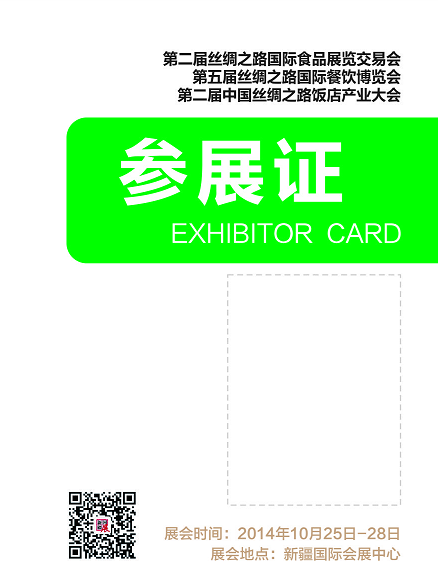 第二届丝绸之路国际食品展览交易会
第五届丝绸之路国际餐饮博览会
第二届中国丝绸之路饭店产业大会
参展证
EXHIBITOR CARD
展会时间：2014年10月25日-28日
展会地点：新疆国际会展中心